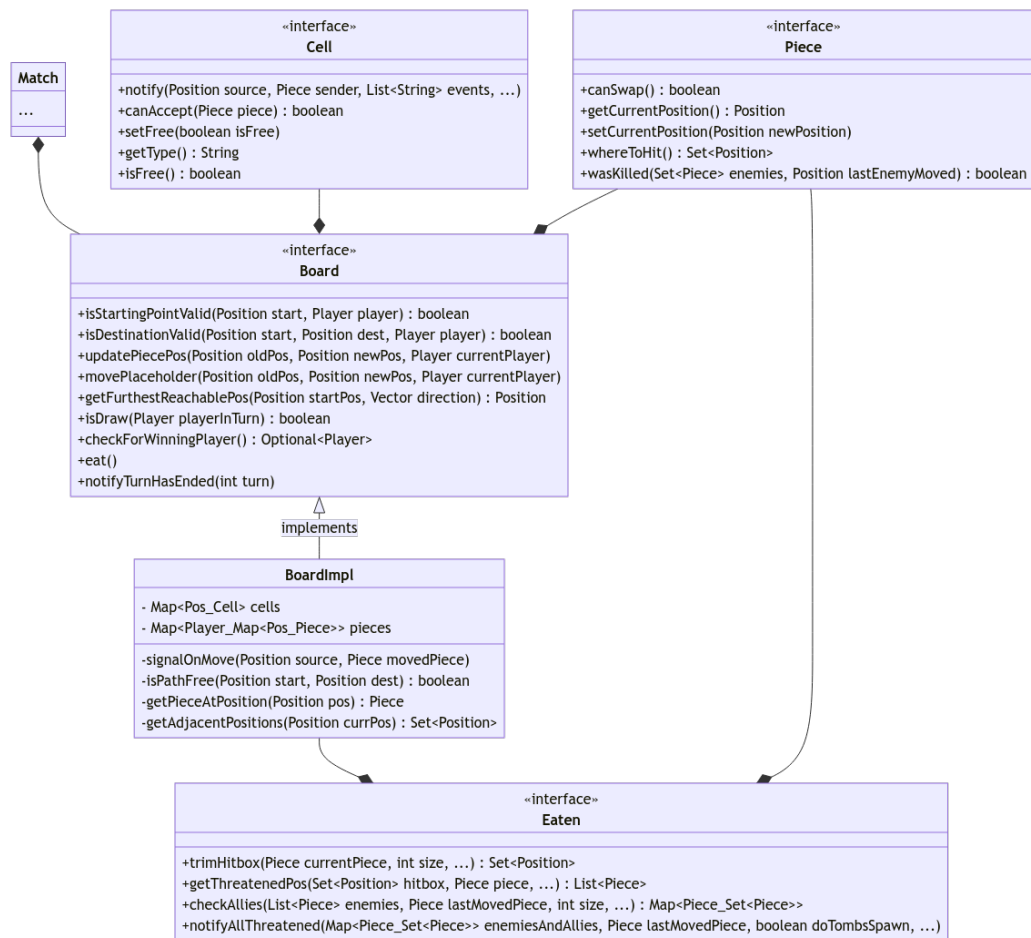 «interface»
Cell
+notify(Position source, Piece sender, List<String> events, ...)
+canAccept(Piece piece) : boolean
+setFree(boolean isFree)
+getType() : String
+isFree() : boolean
«interface»
Piece
+canSwap() : boolean
+getCurrentPosition() : Position
+setCurrentPosition(Position newPosition)
+whereToHit() : Set<Position>
+wasKilled(Set<Piece> enemies, Position lastEnemyMoved) : boolean
Match
...
«interface»
Board
+isStartingPointValid(Position start, Player player) : boolean
+isDestinationValid(Position start, Position dest, Player player) : boolean
+updatePiecePos(Position oldPos, Position newPos, Player currentPlayer)
+movePlaceholder(Position oldPos, Position newPos, Player currentPlayer)
+getFurthestReachablePos(Position startPos, Vector direction) : Position
+isDraw(Player playerInTurn) : boolean
+checkForWinningPlayer() : Optional<Player>
+eat()
+notifyTurnHasEnded(int turn)
implements
BoardImpl
- Map<Pos_Cell> cells
- Map<Player_Map<Pos_Piece>> pieces
-signalOnMove(Position source, Piece movedPiece)
-isPathFree(Position start, Position dest) : boolean
-getPieceAtPosition(Position pos) : Piece
-getAdjacentPositions(Position currPos) : Set<Position>
«interface»
Eaten
+trimHitbox(Piece currentPiece, int size, ...) : Set<Position>
+getThreatenedPos(Set<Position> hitbox, Piece piece, ...) : List<Piece>
+checkAllies(List<Piece> enemies, Piece lastMovedPiece, int size, ...) : Map<Piece_Set<Piece>>
+notifyAllThreatened(Map<Piece_Set<Piece>> enemiesAndAllies, Piece lastMovedPiece, boolean doTombsSpawn, ...)